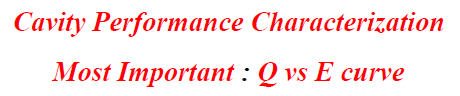 Cavity Performance Characterization
Most Important : Q vs E curve